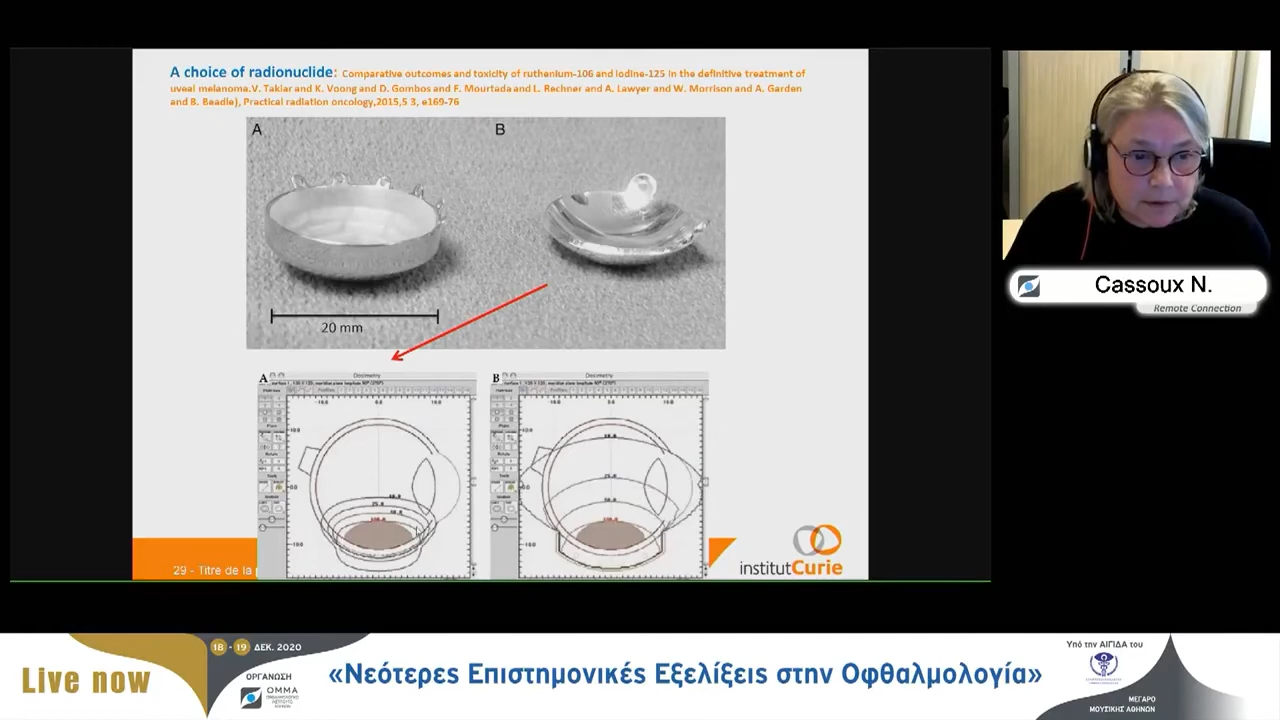 A choice of radionuclide: Comparative outcomes and toxicity of ruthenium-106 and iodine-125 in the definitive treatment of
uveal melanoma.V. Taklar and K. Voong and D. Gombos and F. Mourtada and L. Rechner and A. Lawyer and W. Morrison and A. Garden
and B. Beadle), Practical radiation oncology,2015,5 3, e169-76
A
B
20 mm
A
Dosimetry
B
Dosimetry
29 - Titre de la
institutCurie
Cassoux N.
Remote Connection
Live now
18 - 19 ΔΕΚ. 2020
ΟΡΓΑΝΩΣΗ
ΟΜΜΑ
«Νεότερες Επιστημονικές Εξελίξεις στην Οφθαλμολογία»
Υπό την ΑΙΓΙΔΑ του
ΜΕΓΑΡΟ
ΜΟΥΣΙΚΗΣ ΑΘΗΝΩΝ